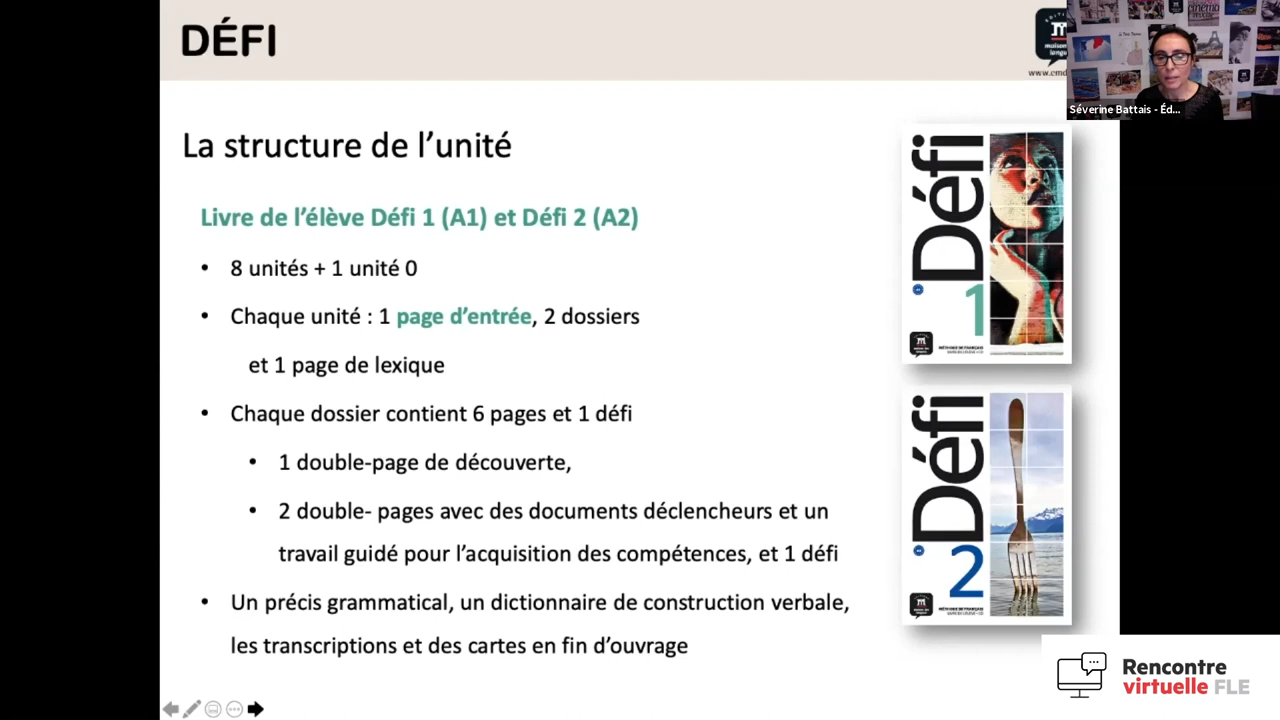 DÉFI
www.emd
Séverine Battais - Éd...
La structure de l'unité
Livre de l'élève Défi 1 (A1) et Défi 2 (A2)
• 8 unités + 1 unité 0
• Chaque unité : 1 page d'entrée, 2 dossiers
et 1 page de lexique
• Chaque dossier contient 6 pages et 1 défi
• 1 double-page de découverte,
• 2 double- pages avec des documents déclencheurs et un
travail guidé pour l'acquisition des compétences, et 1 défi
• Un précis grammatical, un dictionnaire de construction verbale,
les transcriptions et des cartes en fin d'ouvrage
Défi
1
Défi
2
Rencontre
virtuelle FLE